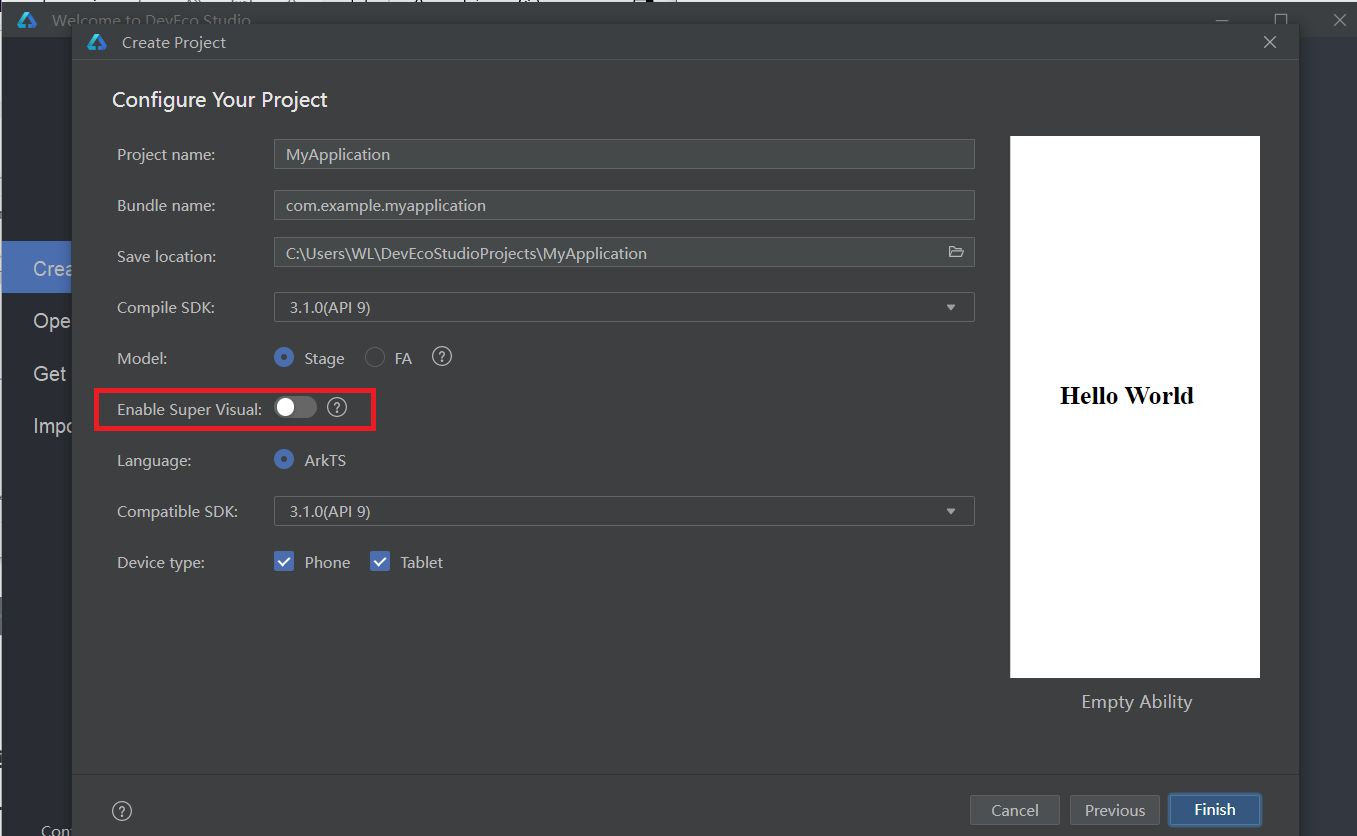 Welcome to DevEco Studio
Create Project
Configure Your Project
Project name: MyApplication
Bundle name: com.example.myapplication
Save location: C:\Users\WL\DevEcoStudioProjects\MyApplication
Compile SDK: 3.1.0(API 9)
Model: Stage FA ?
Enable Super Visual: ?
Language: ArkTS
Compatible SDK: 3.1.0(API 9)
Device type: Phone Tablet
Hello World
Empty Ability
Crea
Ope
Get
Impo
Con
?
Cancel Previous Finish